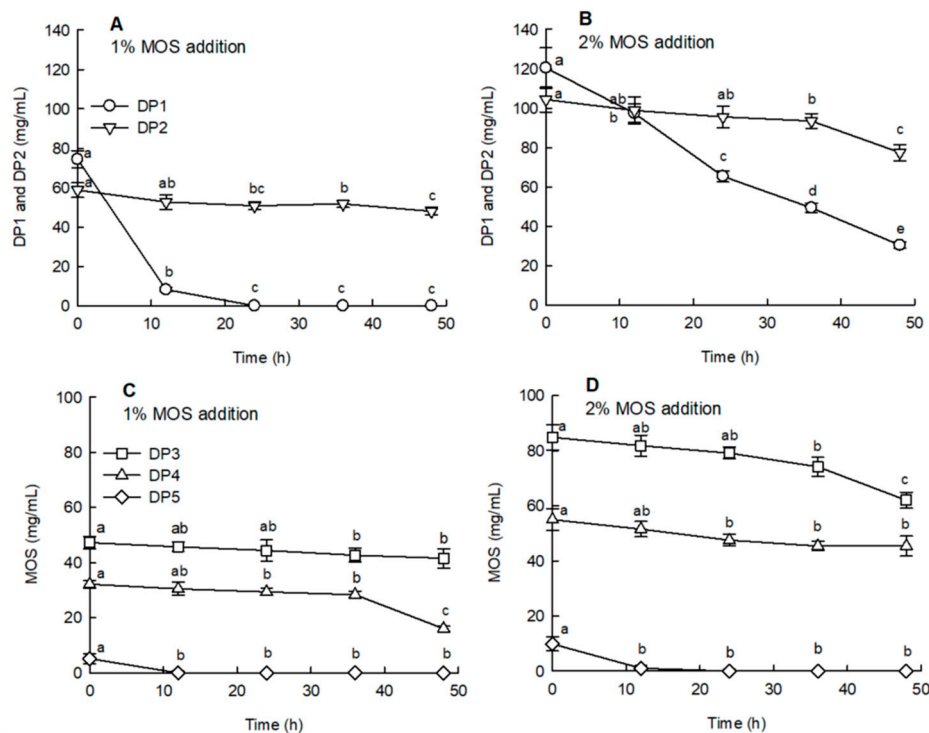 A
1% MOS addition
DP1 and DP2 (mg/mL)
140
120
100
80
60
40
20
0
DP1
DP2
a
a
ab
bc
b
c
b
c
c
c
0 10 20 30 40 50
Time (h)
B
2% MOS addition
DP1 and DP2 (mg/mL)
140
120
100
80
60
40
20
0
a
a
ab
ab
b
c
b
c
d
e
0 10 20 30 40 50
Time (h)
C
1% MOS addition
MOS (mg/mL)
100
80
60
40
20
0
DP3
DP4
DP5
a
ab
ab
b
b
a
ab
b
b
c
a
b
b
b
b
0 10 20 30 40 50
Time (h)
D
2% MOS addition
MOS (mg/mL)
100
80
60
40
20
0
a
ab
ab
b
c
a
ab
b
b
b
a
b
b
b
b
0 10 20 30 40 50
Time (h)